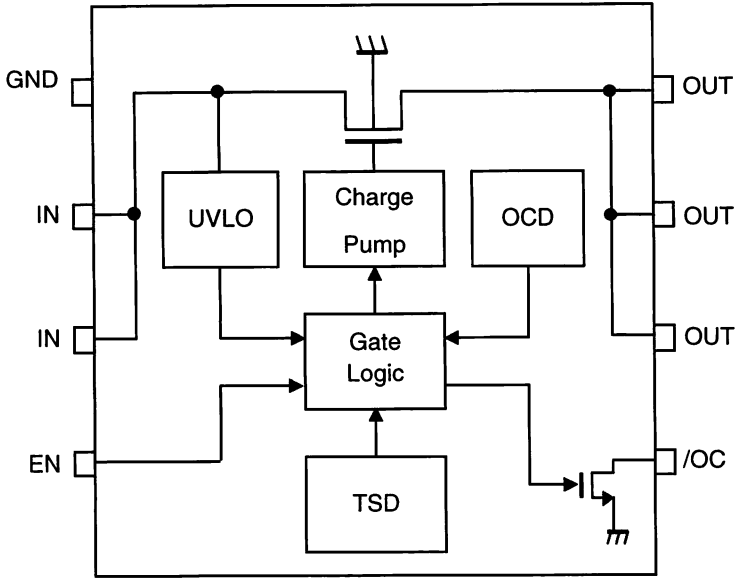 GND
OUT
IN
UVLO
Charge
Pump
OCD
OUT
IN
Gate
Logic
OUT
EN
TSD
/OC